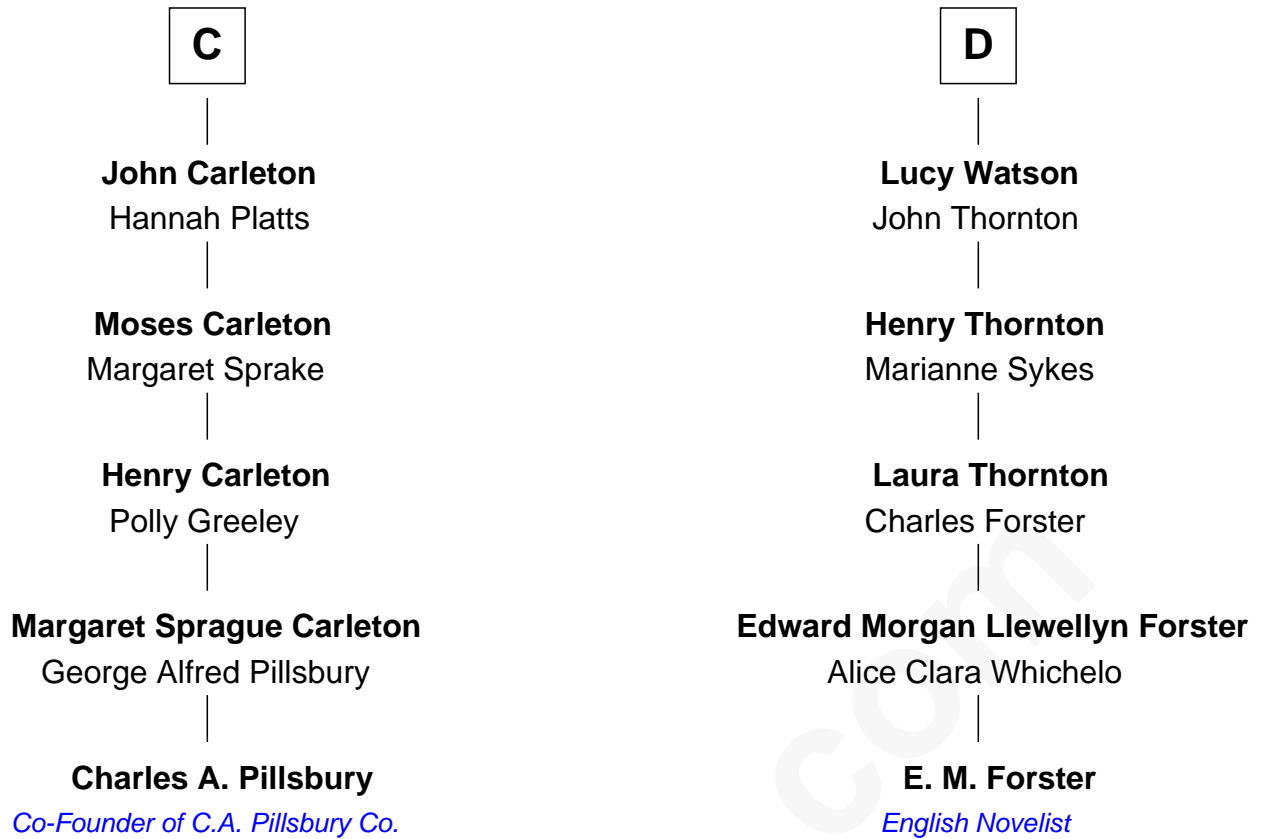 C
John Carleton
Hannah Platts
Moses Carleton
Margaret Sprake
Henry Carleton
Polly Greeley
Margaret Sprague Carleton
George Alfred Pillsbury
Charles A. Pillsbury
Co-Founder of C.A. Pillsbury Co.
D
Lucy Watson
John Thornton
Henry Thornton
Marianne Sykes
Laura Thornton
Charles Forster
Edward Morgan Llewellyn Forster
Alice Clara Whichelo
E. M. Forster
English Novelist
com